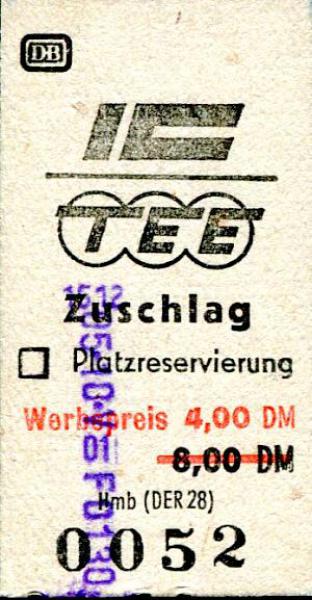 DB
IC
TEE
Zuschlag
Platzreservierung
Werbepreis 4,00 DM
8,00 DM
Hmb (DER 28)
0052